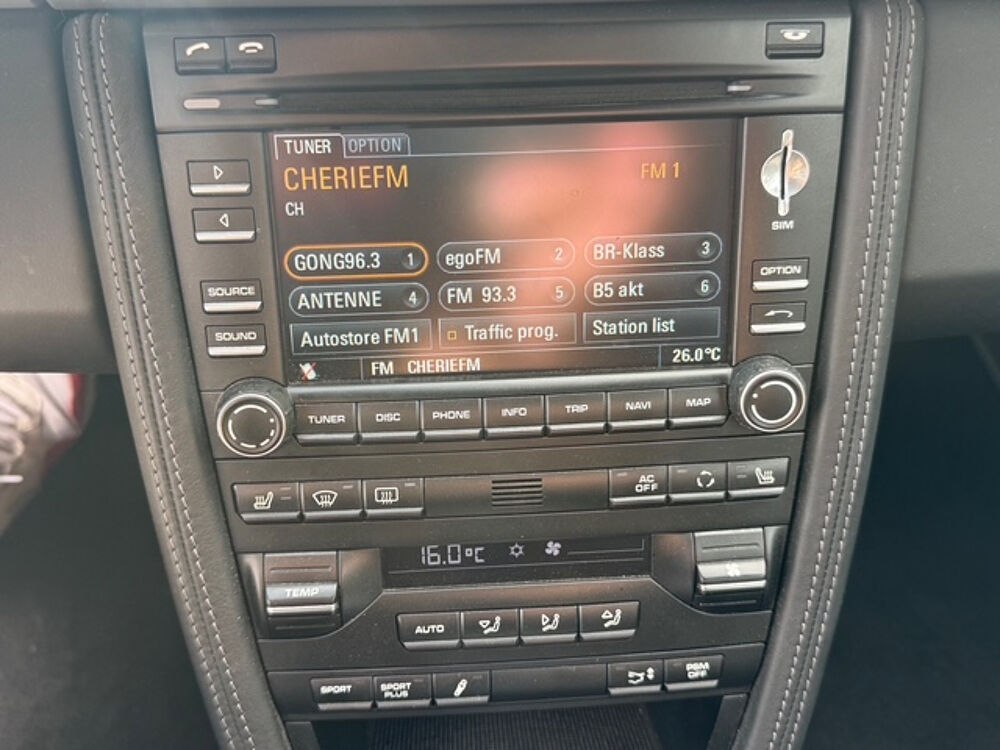 TUNER OPTION
CHERIEFM FM 1
CH
SIM
GONG96.3 1 egoFM 2 BR-Klass 3
OPTION
ANTENNE 4 FM 93.3 5 B5 akt 6
SOURCE
Autostore FM1 Traffic prog. Station list
SOUND
FM CHERIEFM 26.0°C
TUNER DISC PHONE INFO TRIP NAVI MAP
AC OFF
16.0°C
TEMP
AUTO
SPORT SPORT PLUS PSM OFF